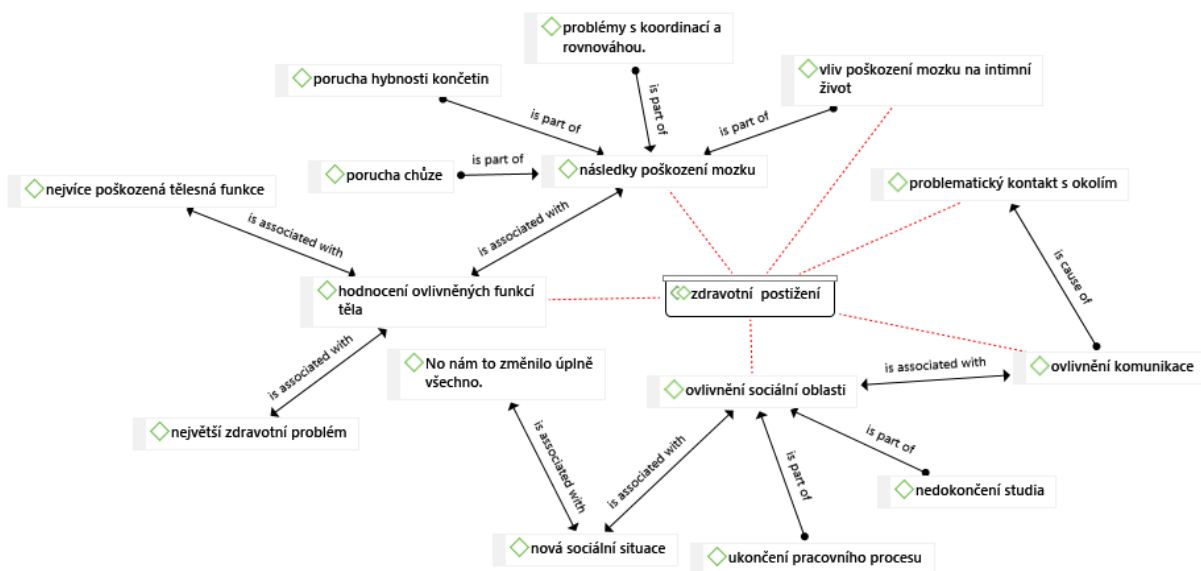 problémy s koordinací a
rovnováhou.
porucha hybnosti končetin
vliv poškození mozku na intimní
život
is part of
is part of
is part of
porucha chůze
is part of
následky poškození mozku
nejvíce poškozená tělesná funkce
problematický kontakt s okolím
is associated with
is associated with
is cause of
hodnocení ovlivněných funkcí
těla
zdravotní postižení
is associated with
No nám to změnilo úplně
všechno.
is associated with
ovlivnění komunikace
ovlivnění sociální oblasti
největší zdravotní problém
is associated with
is associated with
is part of
is part of
nedokončení studia
nová sociální situace
ukončení pracovního procesu